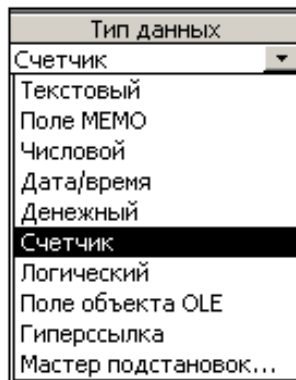 Тип данных
Счетчик
Текстовый
Поле MEMO
Числовой
Дата/время
Денежный
Счетчик
Логический
Поле объекта OLE
Гиперссылка
Мастер подстановок...